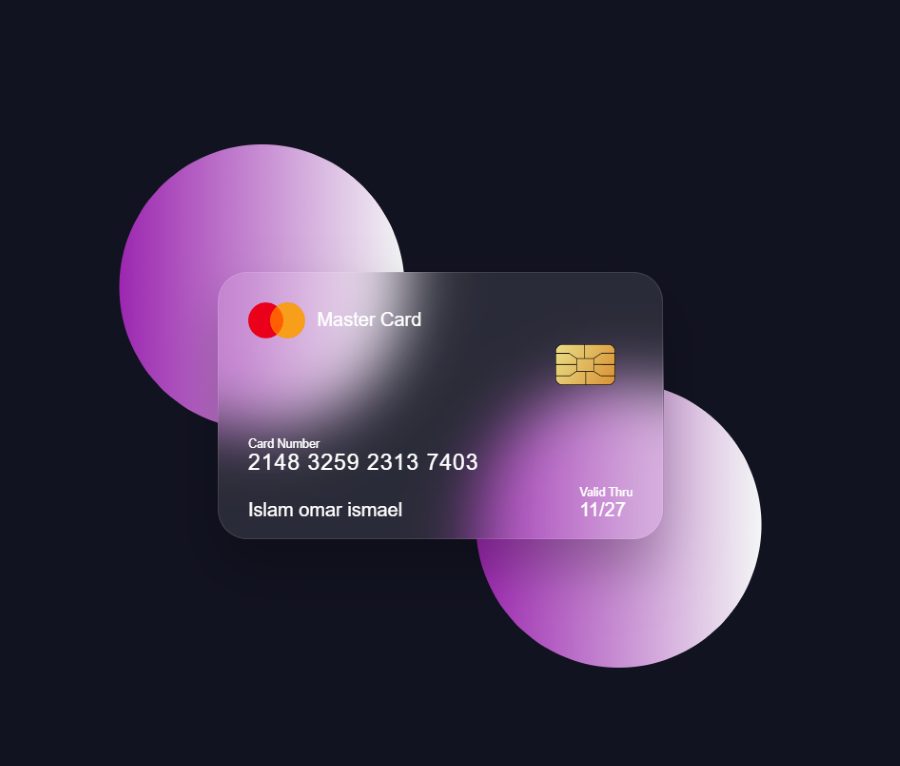 Master Card
Card Number
2148 3259 2313 7403
Valid Thru
Islam omar ismael
11/27